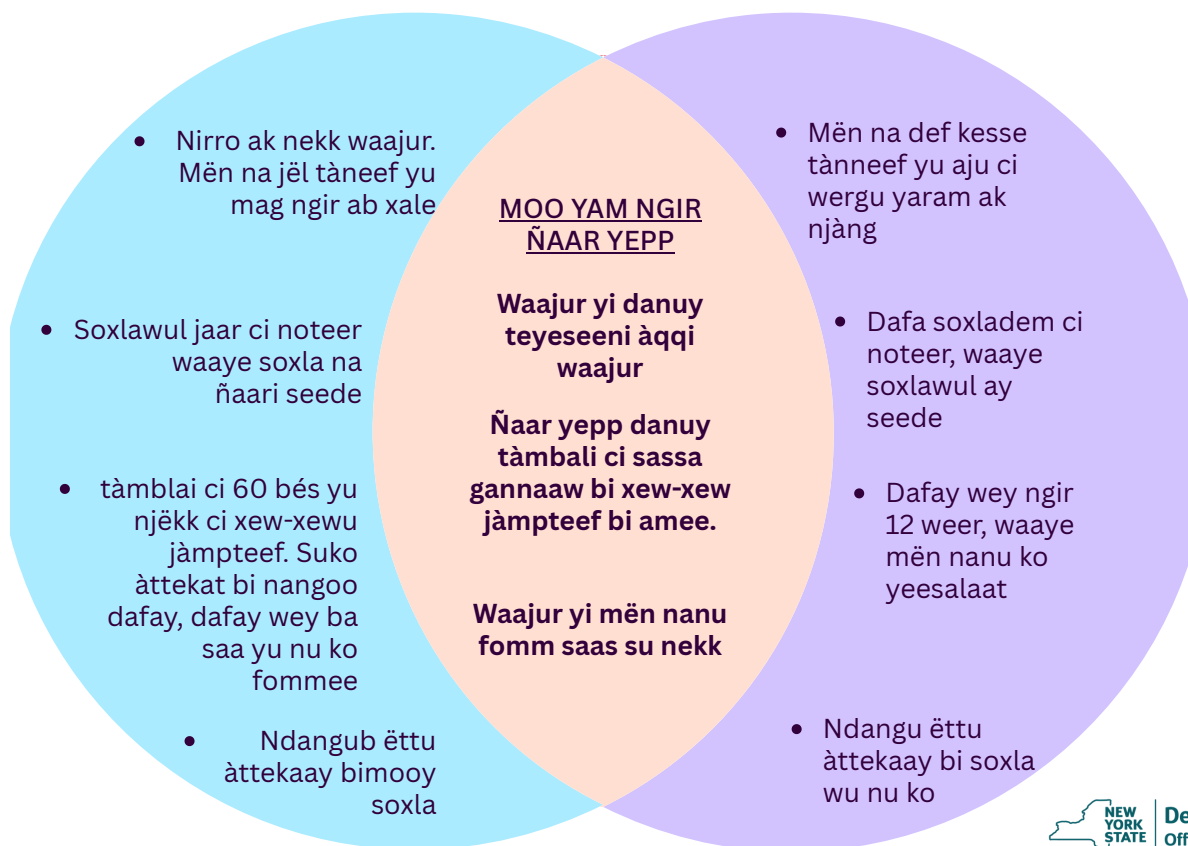 • Nirro ak nekk waajur.
Mën na jël tàneef yu
mag ngir ab xale
• Soxlawul jaar ci noteer
waaye soxla na
ñaari seede
• tàmblai ci 60 bés yu
njëkk ci xew-xewu
jàmpteef. Suko
àttekat bi nangoo
dafay, dafay wey ba
saa yu nu ko
fommee
• Ndangub ëttu
àttekaay bimooy
soxla
MOO YAM NGIR
ÑAAR YEPP
Waajur yi danuy
teyeseeni àqqi
waajur
Ñaar yepp danuy
tàmbali ci sassa
gannaaw bi xew-xew
jàmpteef bi amee.
Waajur yi mën nanu
fomm saas su nekk
• Mën na def kesse
tànneef yu aju ci
wergu yaram ak
njàng
• Dafa soxladem ci
noteer, waaye
soxlawul ay
seede
• Dafay wey ngir
12 weer, waaye
mën nanu ko
yeesalaat
• Ndangu ëttu
àttekaay bi soxla
wu nu ko
NEW
YORK
STATE